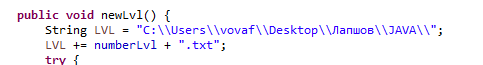 public void newLvl() {
String LVL = "C:\\Users\\vovaf\\Desktop\\Лапшов\\JAVA\\";
LVL += numberLvl + ".txt";
try {